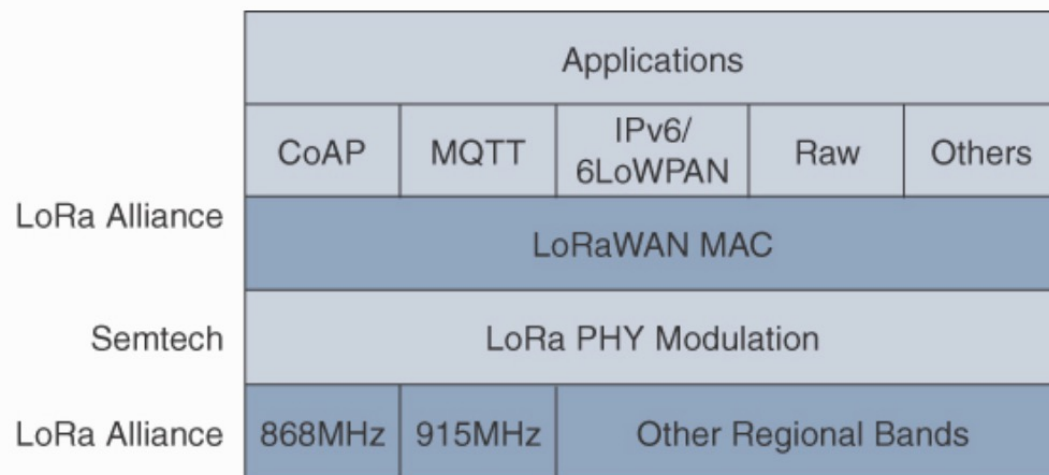 Applications
CoAP MQTT IPv6/ 6LoWPAN Raw Others
LoRa Alliance
LoRaWAN MAC
Semtech LoRa PHY Modulation
LoRa Alliance 868MHz 915MHz Other Regional Bands